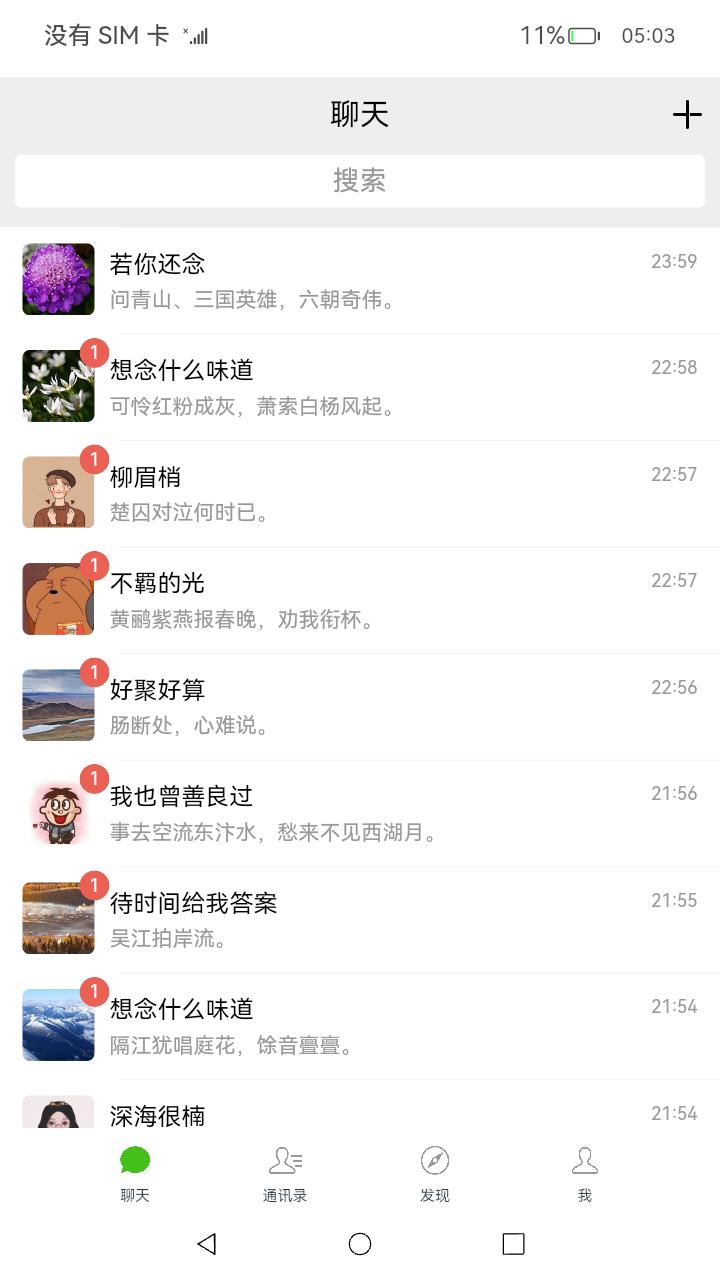 没有 SIM 卡
11%
05:03
聊天
搜索
若你还念
23:59
问青山、三国英雄，六朝奇伟。
1
想念什么味道
22:58
可怜红粉成灰，萧索白杨风起。
1
柳眉梢
22:57
楚囚对泣何时已。
1
不羁的光
22:57
黄鹂紫燕报春晚，劝我衔杯。
1
好聚好算
22:56
肠断处，心难说。
1
我也曾善良过
21:56
事去空流东汴水，愁来不见西湖月。
1
待时间给我答案
21:55
吴江拍岸流。
1
想念什么味道
21:54
隔江犹唱庭花，馀音亹亹。
深海很楠
21:54
聊天
通讯录
发现
我